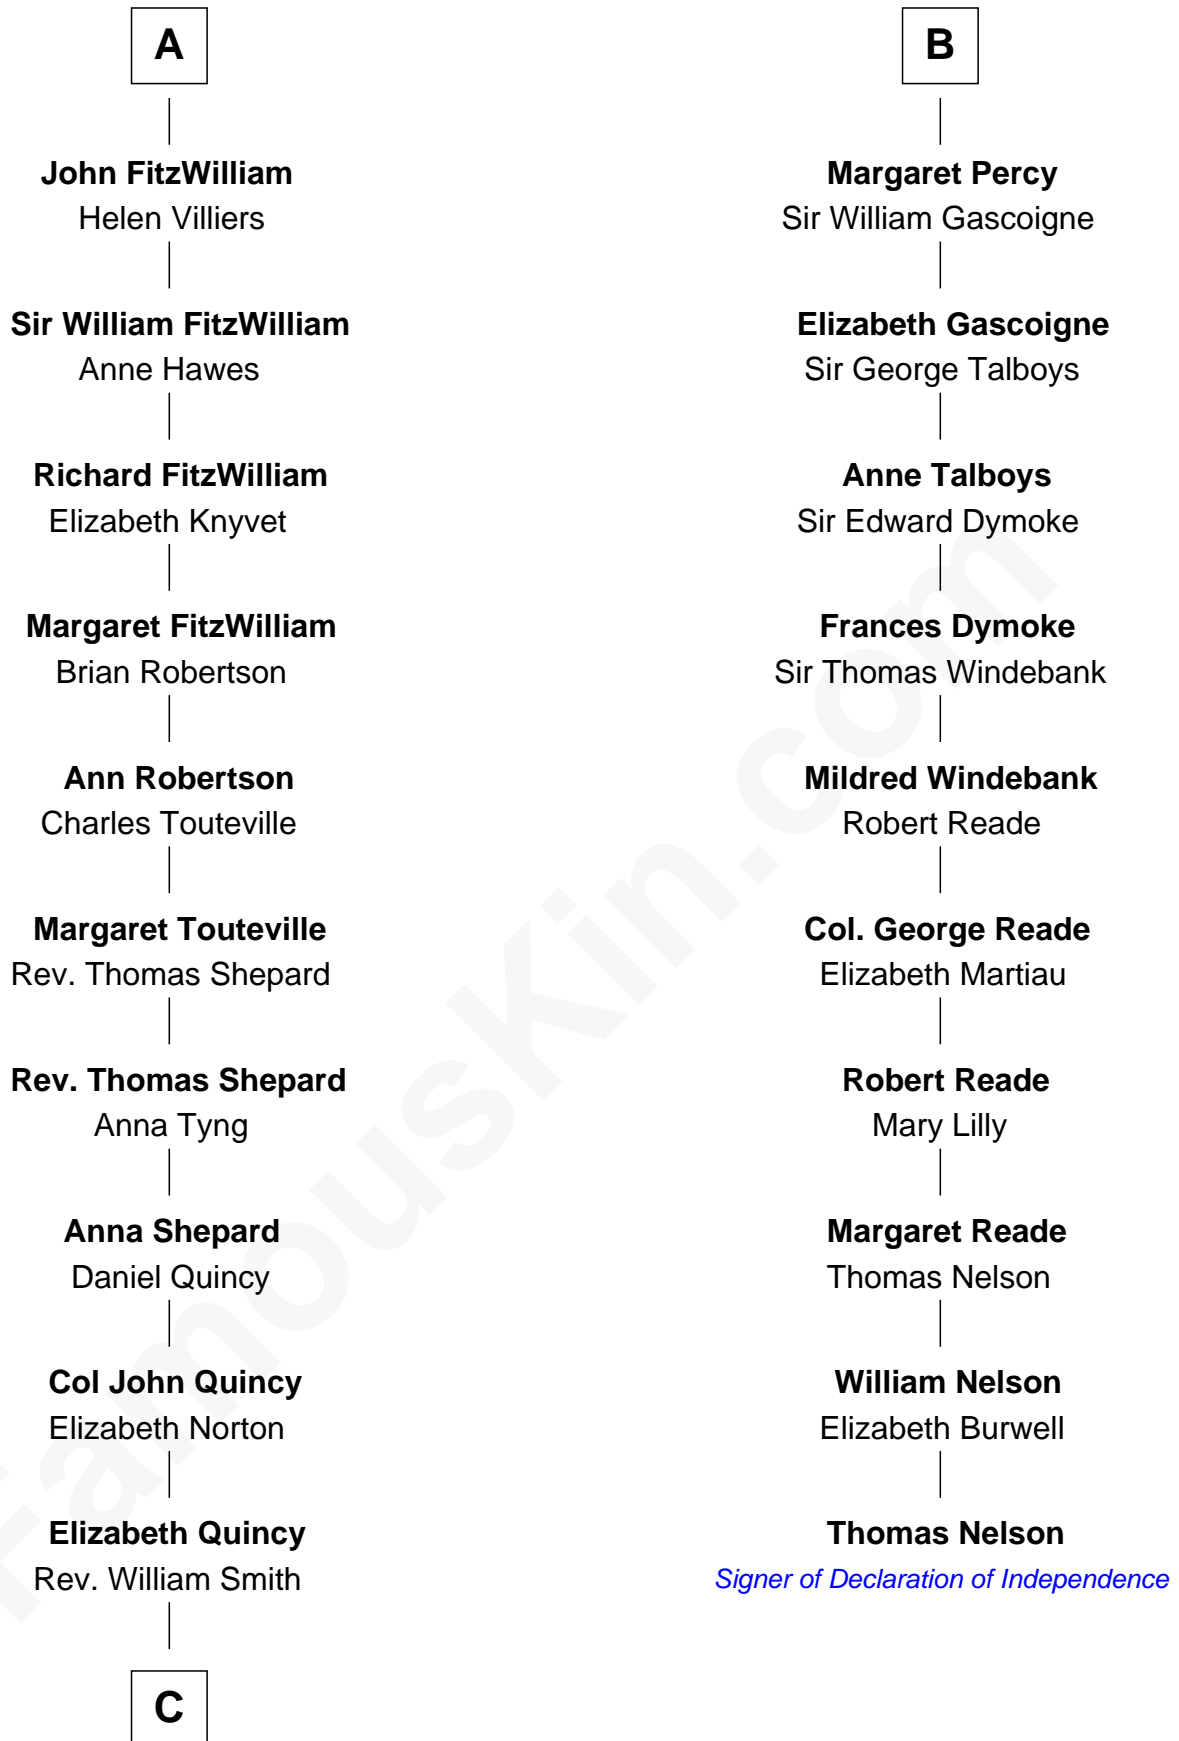 A
John FitzWilliam
Helen Villiers
Sir William FitzWilliam
Anne Hawes
Richard FitzWilliam
Elizabeth Knyvet
Margaret FitzWilliam
Brian Robertson
Ann Robertson
Charles Touteville
Margaret Touteville
Rev. Thomas Shepard
Rev. Thomas Shepard
Anna Tyng
Anna Shepard
Daniel Quincy
Col John Quincy
Elizabeth Norton
Elizabeth Quincy
Rev. William Smith
C
B
Margaret Percy
Sir William Gascoigne
Elizabeth Gascoigne
Sir George Talboys
Anne Talboys
Sir Edward Dymoke
Frances Dymoke
Sir Thomas Windebank
Mildred Windebank
Robert Reade
Col. George Reade
Elizabeth Martiau
Robert Reade
Mary Lilly
Margaret Reade
Thomas Nelson
William Nelson
Elizabeth Burwell
Thomas Nelson
Signer of Declaration of Independence
FamousKin.com